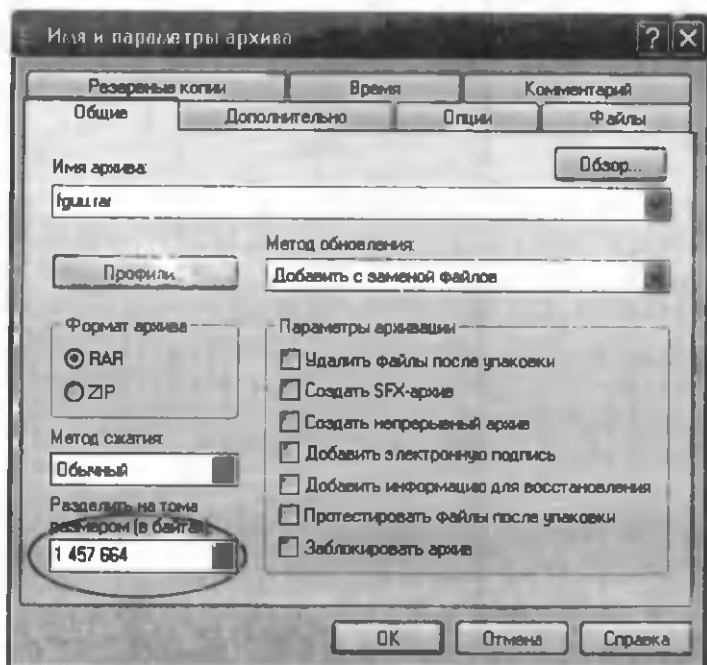 Имя и параметры архива
Резервные копии Время Комментарий
Общие Дополнительно Опции Файлы
Имя архива: Обзор...
fguu.rar
Метод обновления:
Профили... Добавить с заменой файлов
Формат архива Параметры архивации
RAR Удалить файлы после упаковки
ZIP Создать SFX-архив
Создать непрерывный архив
Метод сжатия: Добавить электронную подпись
Обычный Добавить информацию для восстановления
Разделить на тома Протестировать файлы после упаковки
размером (в байтах):
1 457 664 Заблокировать архив
OK Отмена Справка